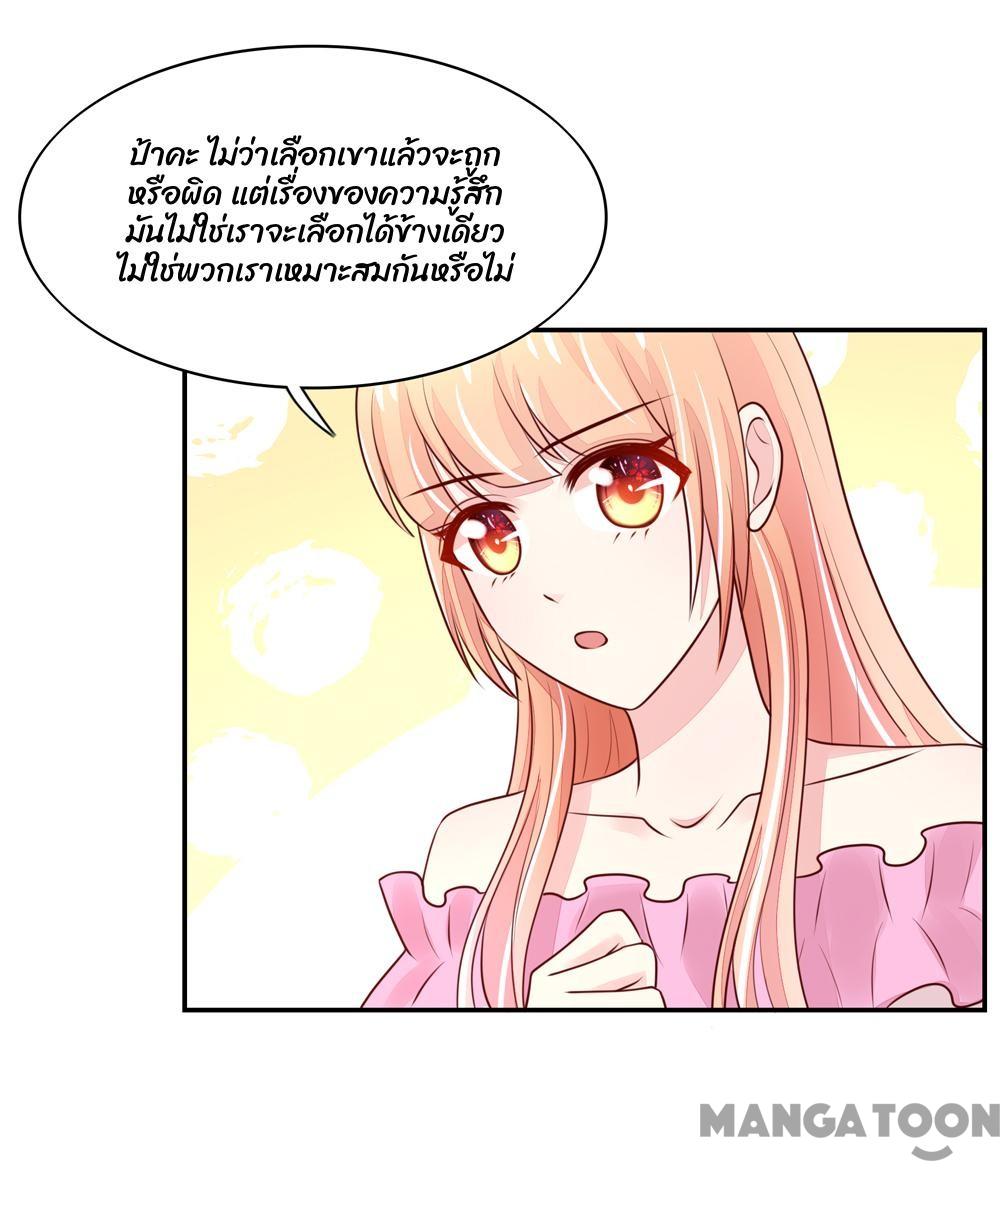 ป้าคะ ไม่ว่าเลือกเขาแล้วจะถูก
หรือผิด แต่เรื่องของความรู้สึก
มันไม่ใช่เราจะเลือกได้ข้างเดียว
ไม่ใช่พวกเราเหมาะสมกันหรือไม่
MANGATOON